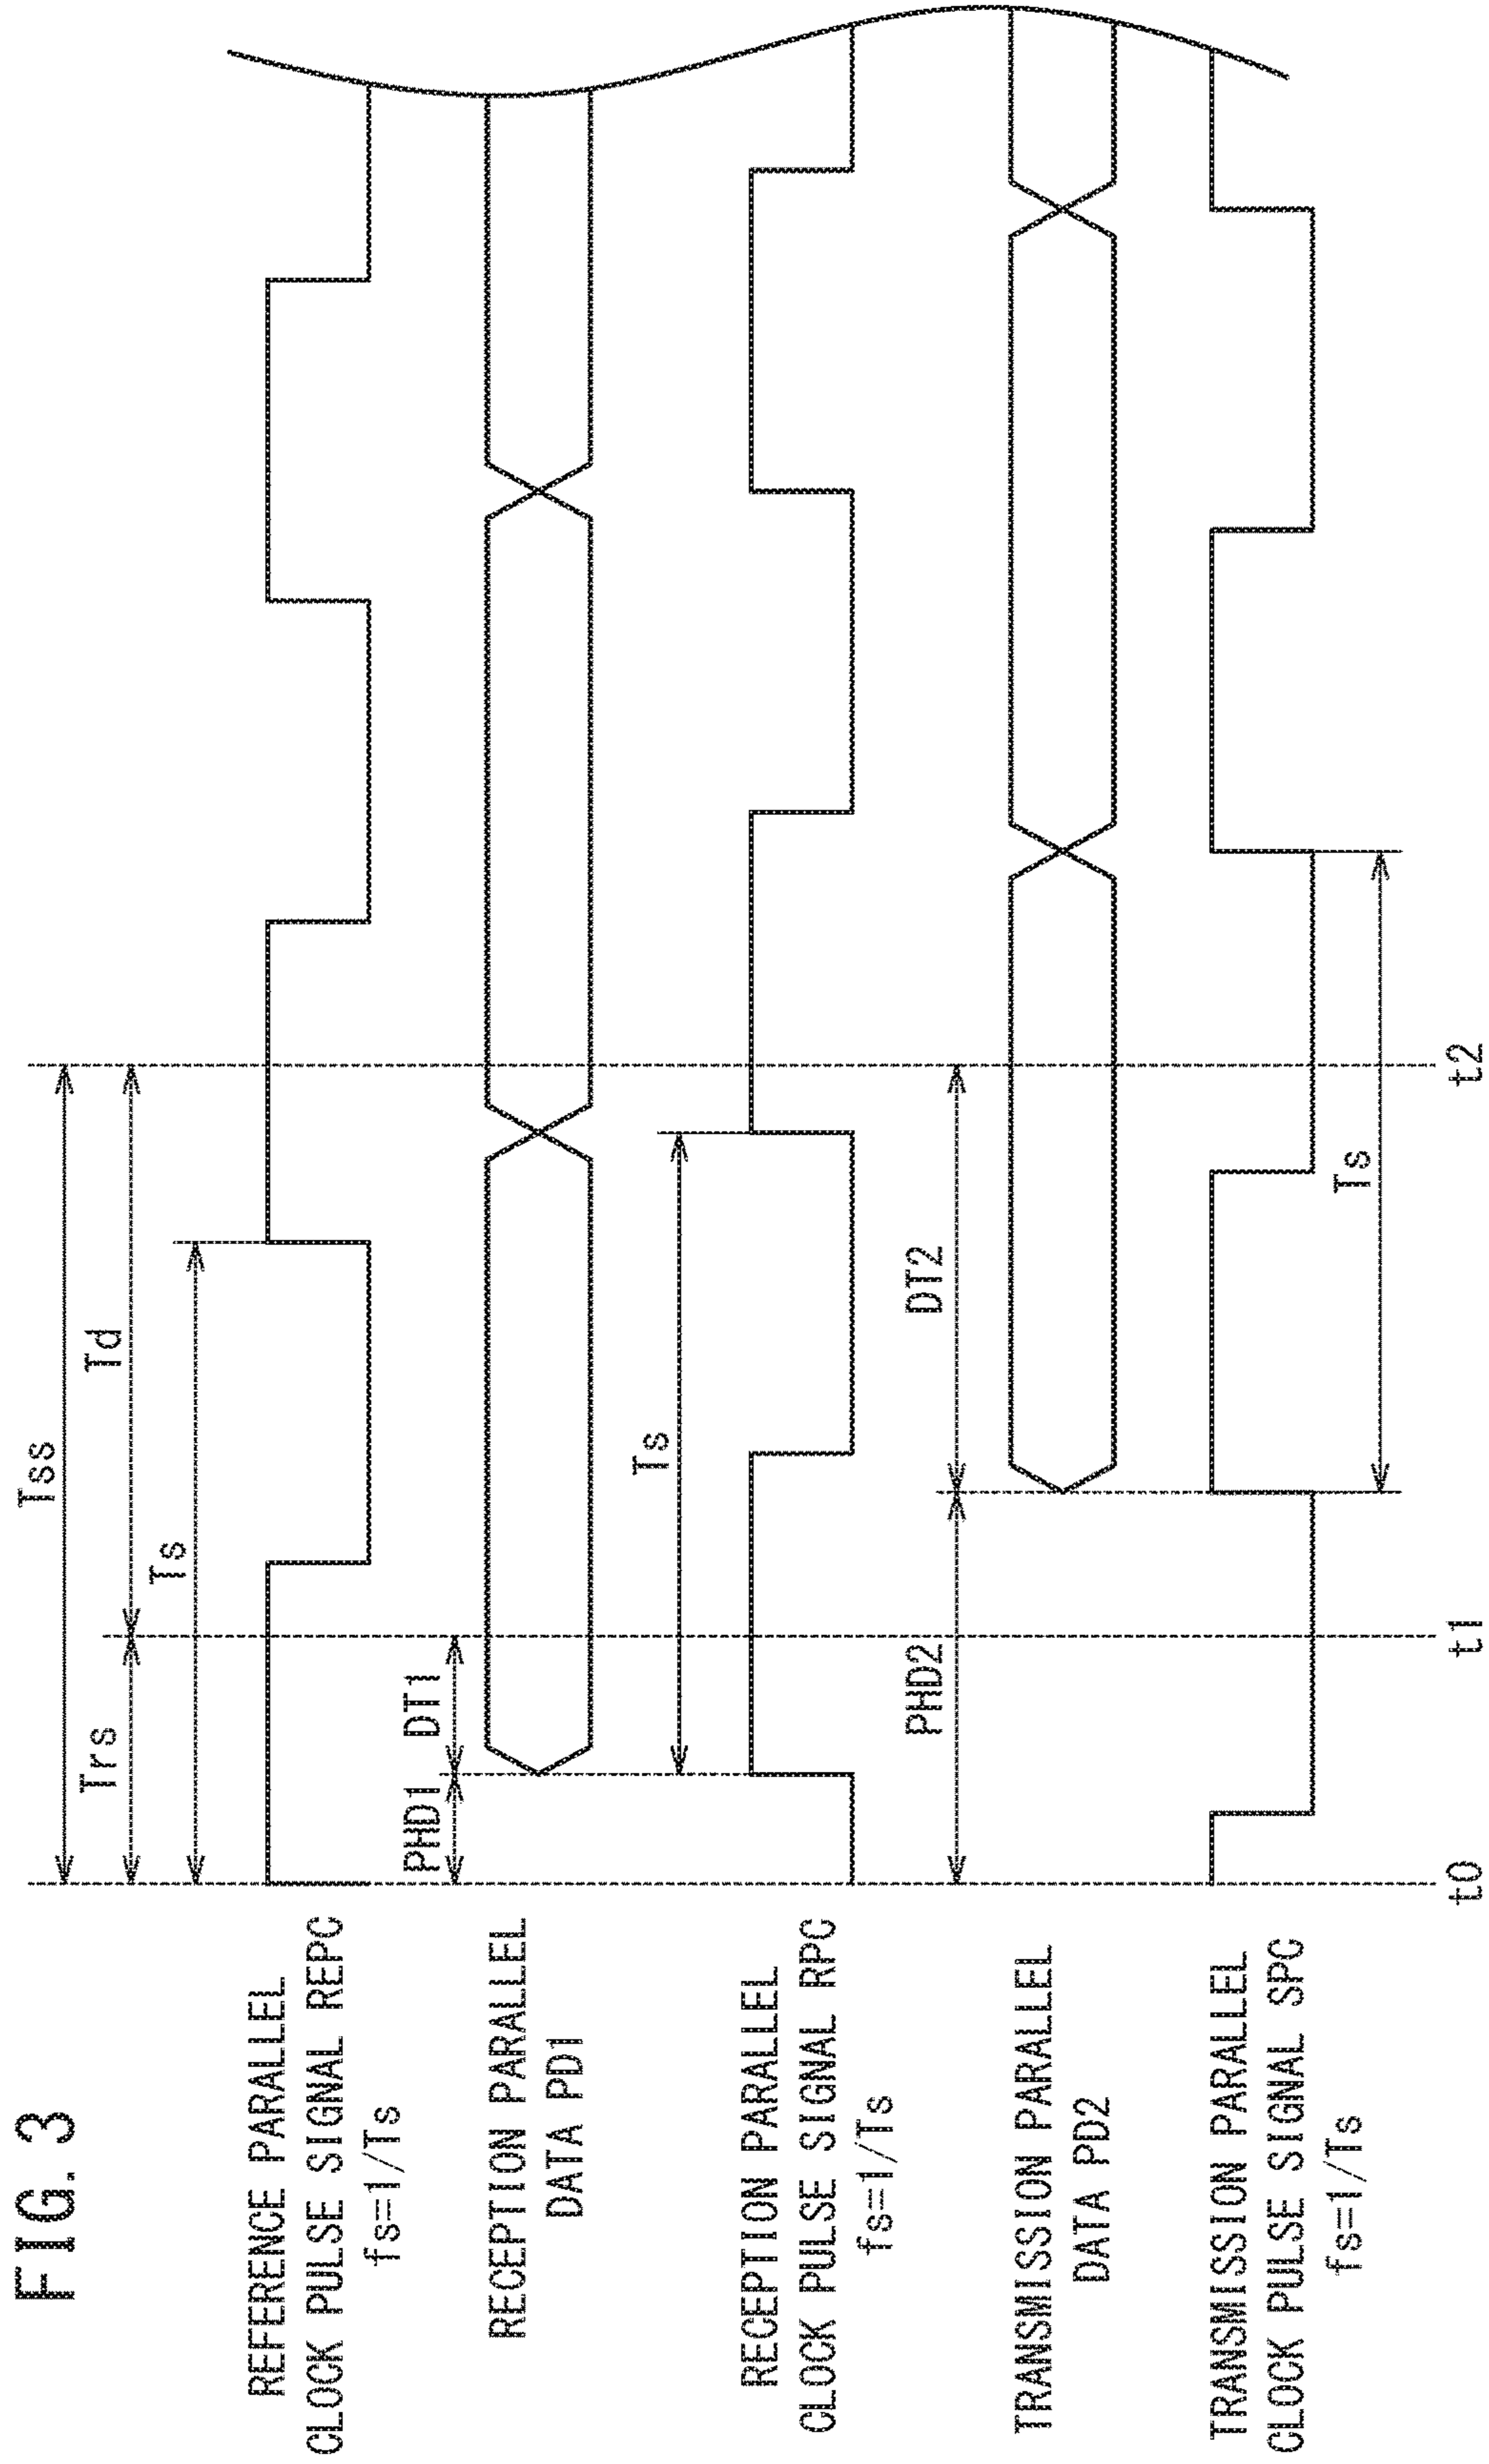 FIG. 3
Tss
Trs
Td
Ts
REFERENCE PARALLEL
CLOCK PULSE SIGNAL REPC
fs=1/Ts
PHD1
DT1
RECEPTION PARALLEL
DATA PD1
Ts
RECEPTION PARALLEL
CLOCK PULSE SIGNAL RPC
fs=1/Ts
PHD2
DT2
TRANSMISSION PARALLEL
DATA PD2
TRANSMISSION PARALLEL
CLOCK PULSE SIGNAL SPC
fs=1/Ts
Ts
t0
t1
t2